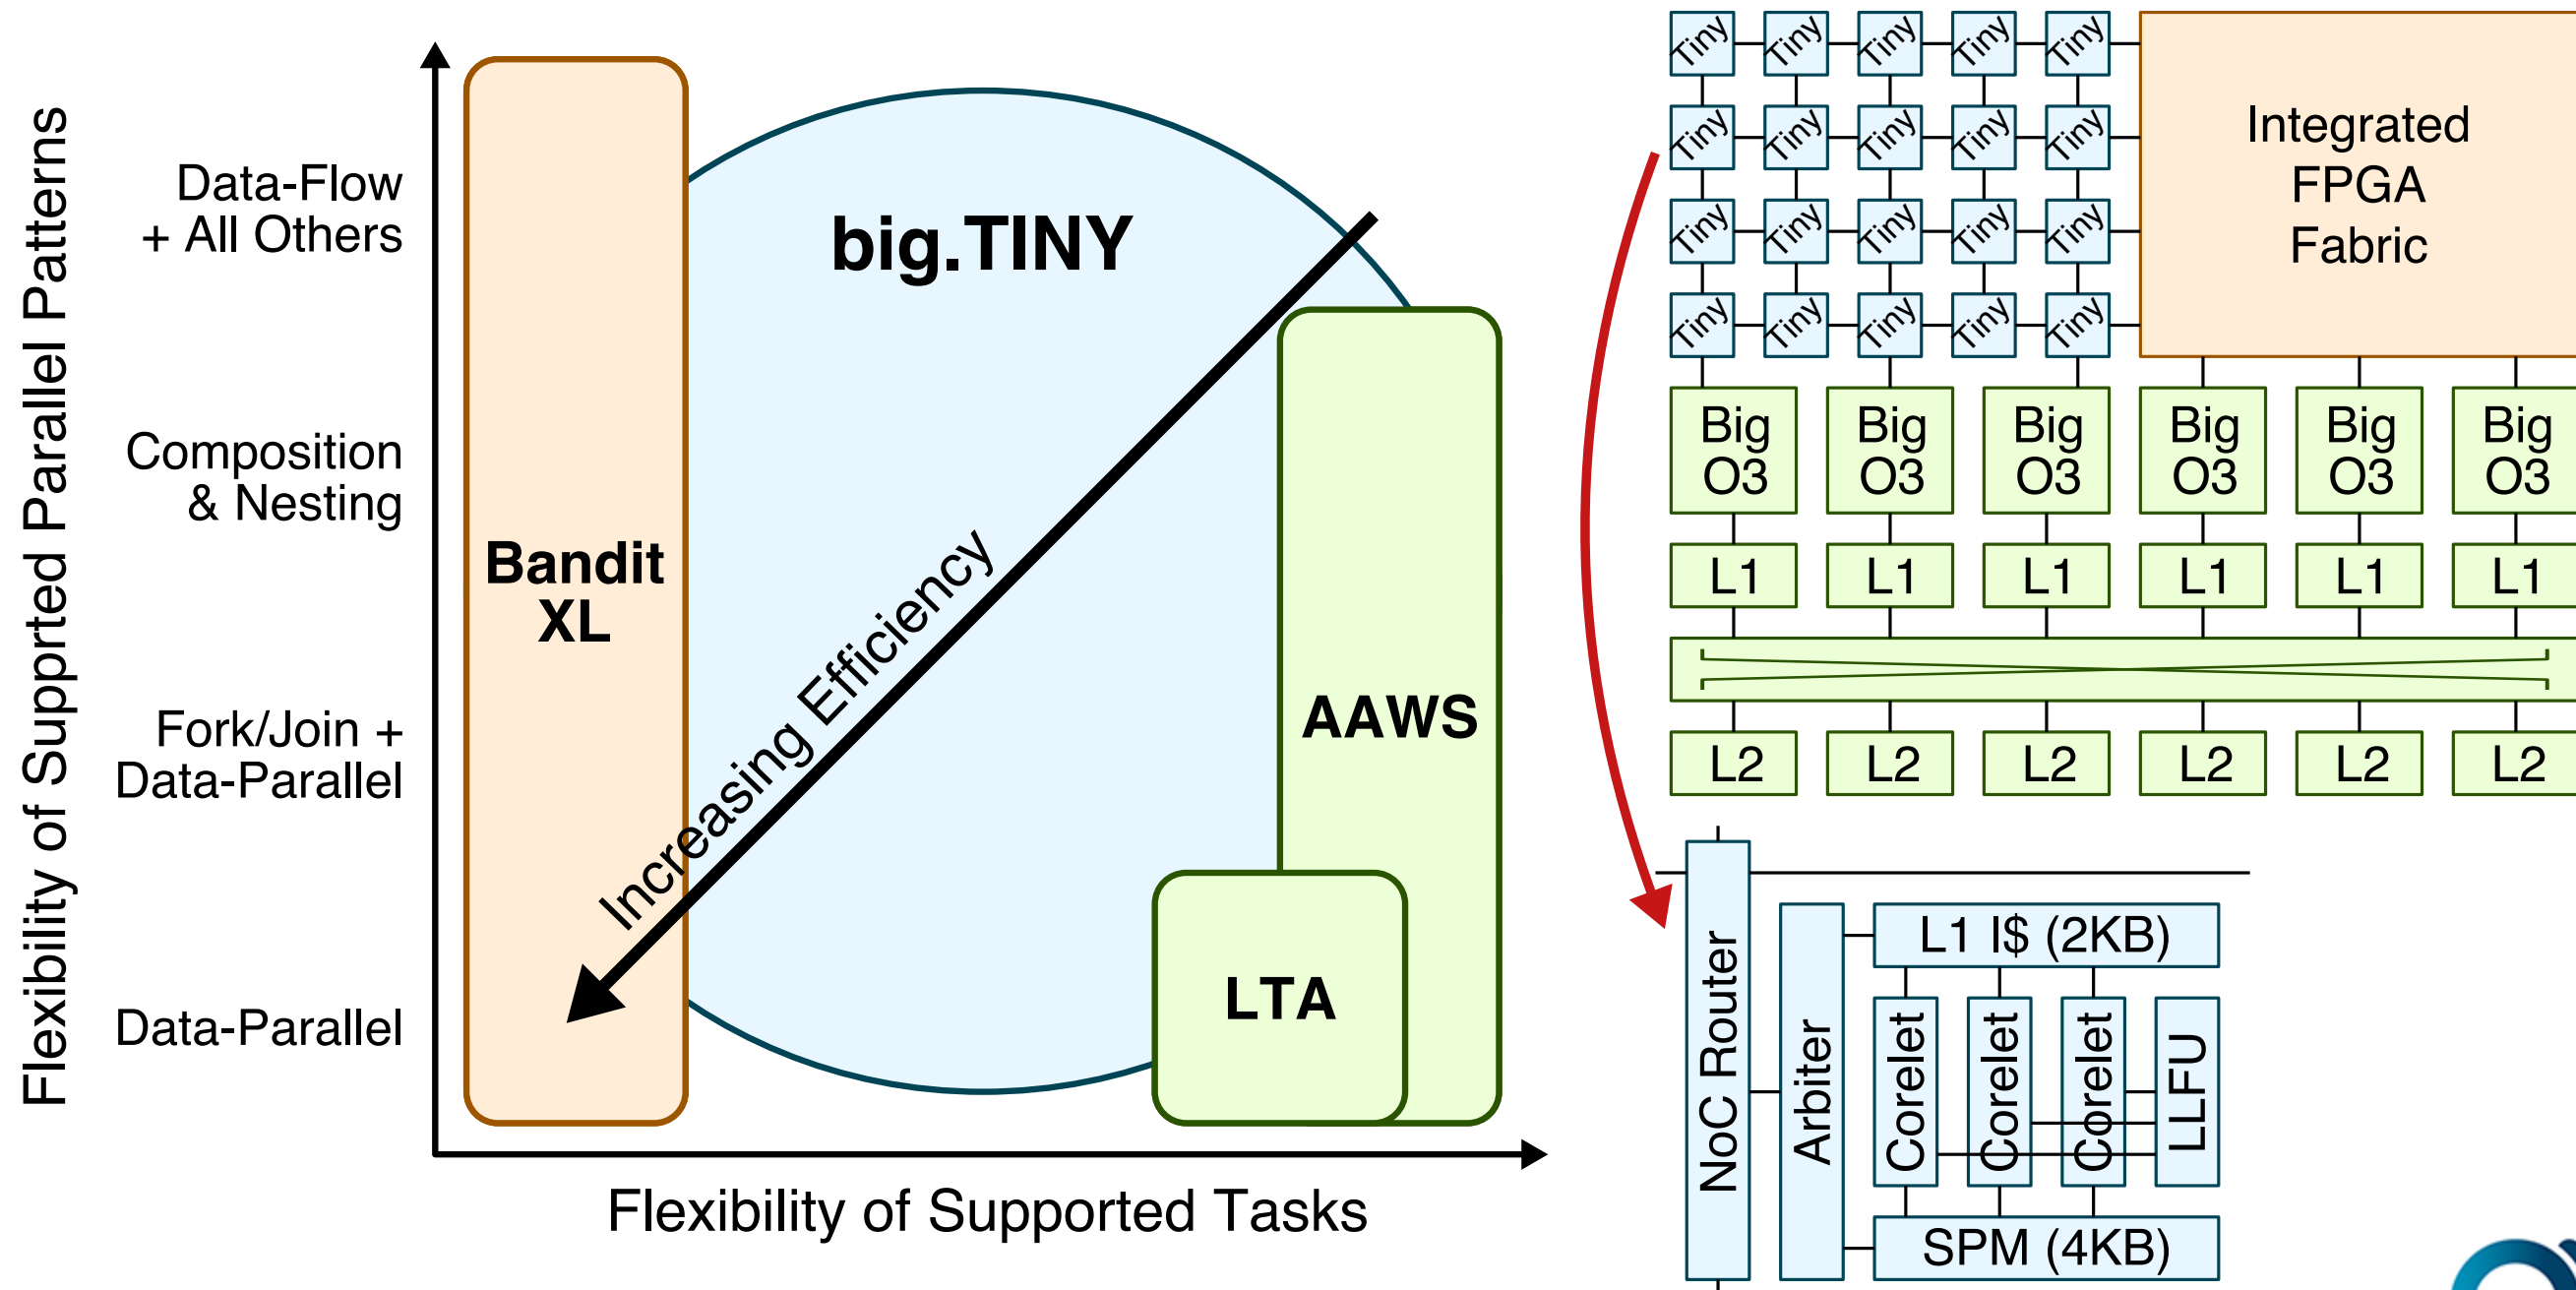 Flexibility of Supported Parallel Patterns
Data-Flow
+ All Others
Composition
& Nesting
Fork/Join +
Data-Parallel
Data-Parallel
Bandit
XL
big.TINY
Increasing Efficiency
AAWS
LTA
Flexibility of Supported Tasks
Tiny Tiny Tiny Tiny Tiny
Tiny Tiny Tiny Tiny Tiny
Tiny Tiny Tiny Tiny Tiny
Tiny Tiny Tiny Tiny Tiny
Integrated
FPGA
Fabric
Big Big Big Big Big Big
O3 O3 O3 O3 O3 O3
L1 L1 L1 L1 L1 L1
L2 L2 L2 L2 L2 L2
NoC Router
Arbiter
L1 I$ (2KB)
Corelet Corelet Corelet LLFU
SPM (4KB)